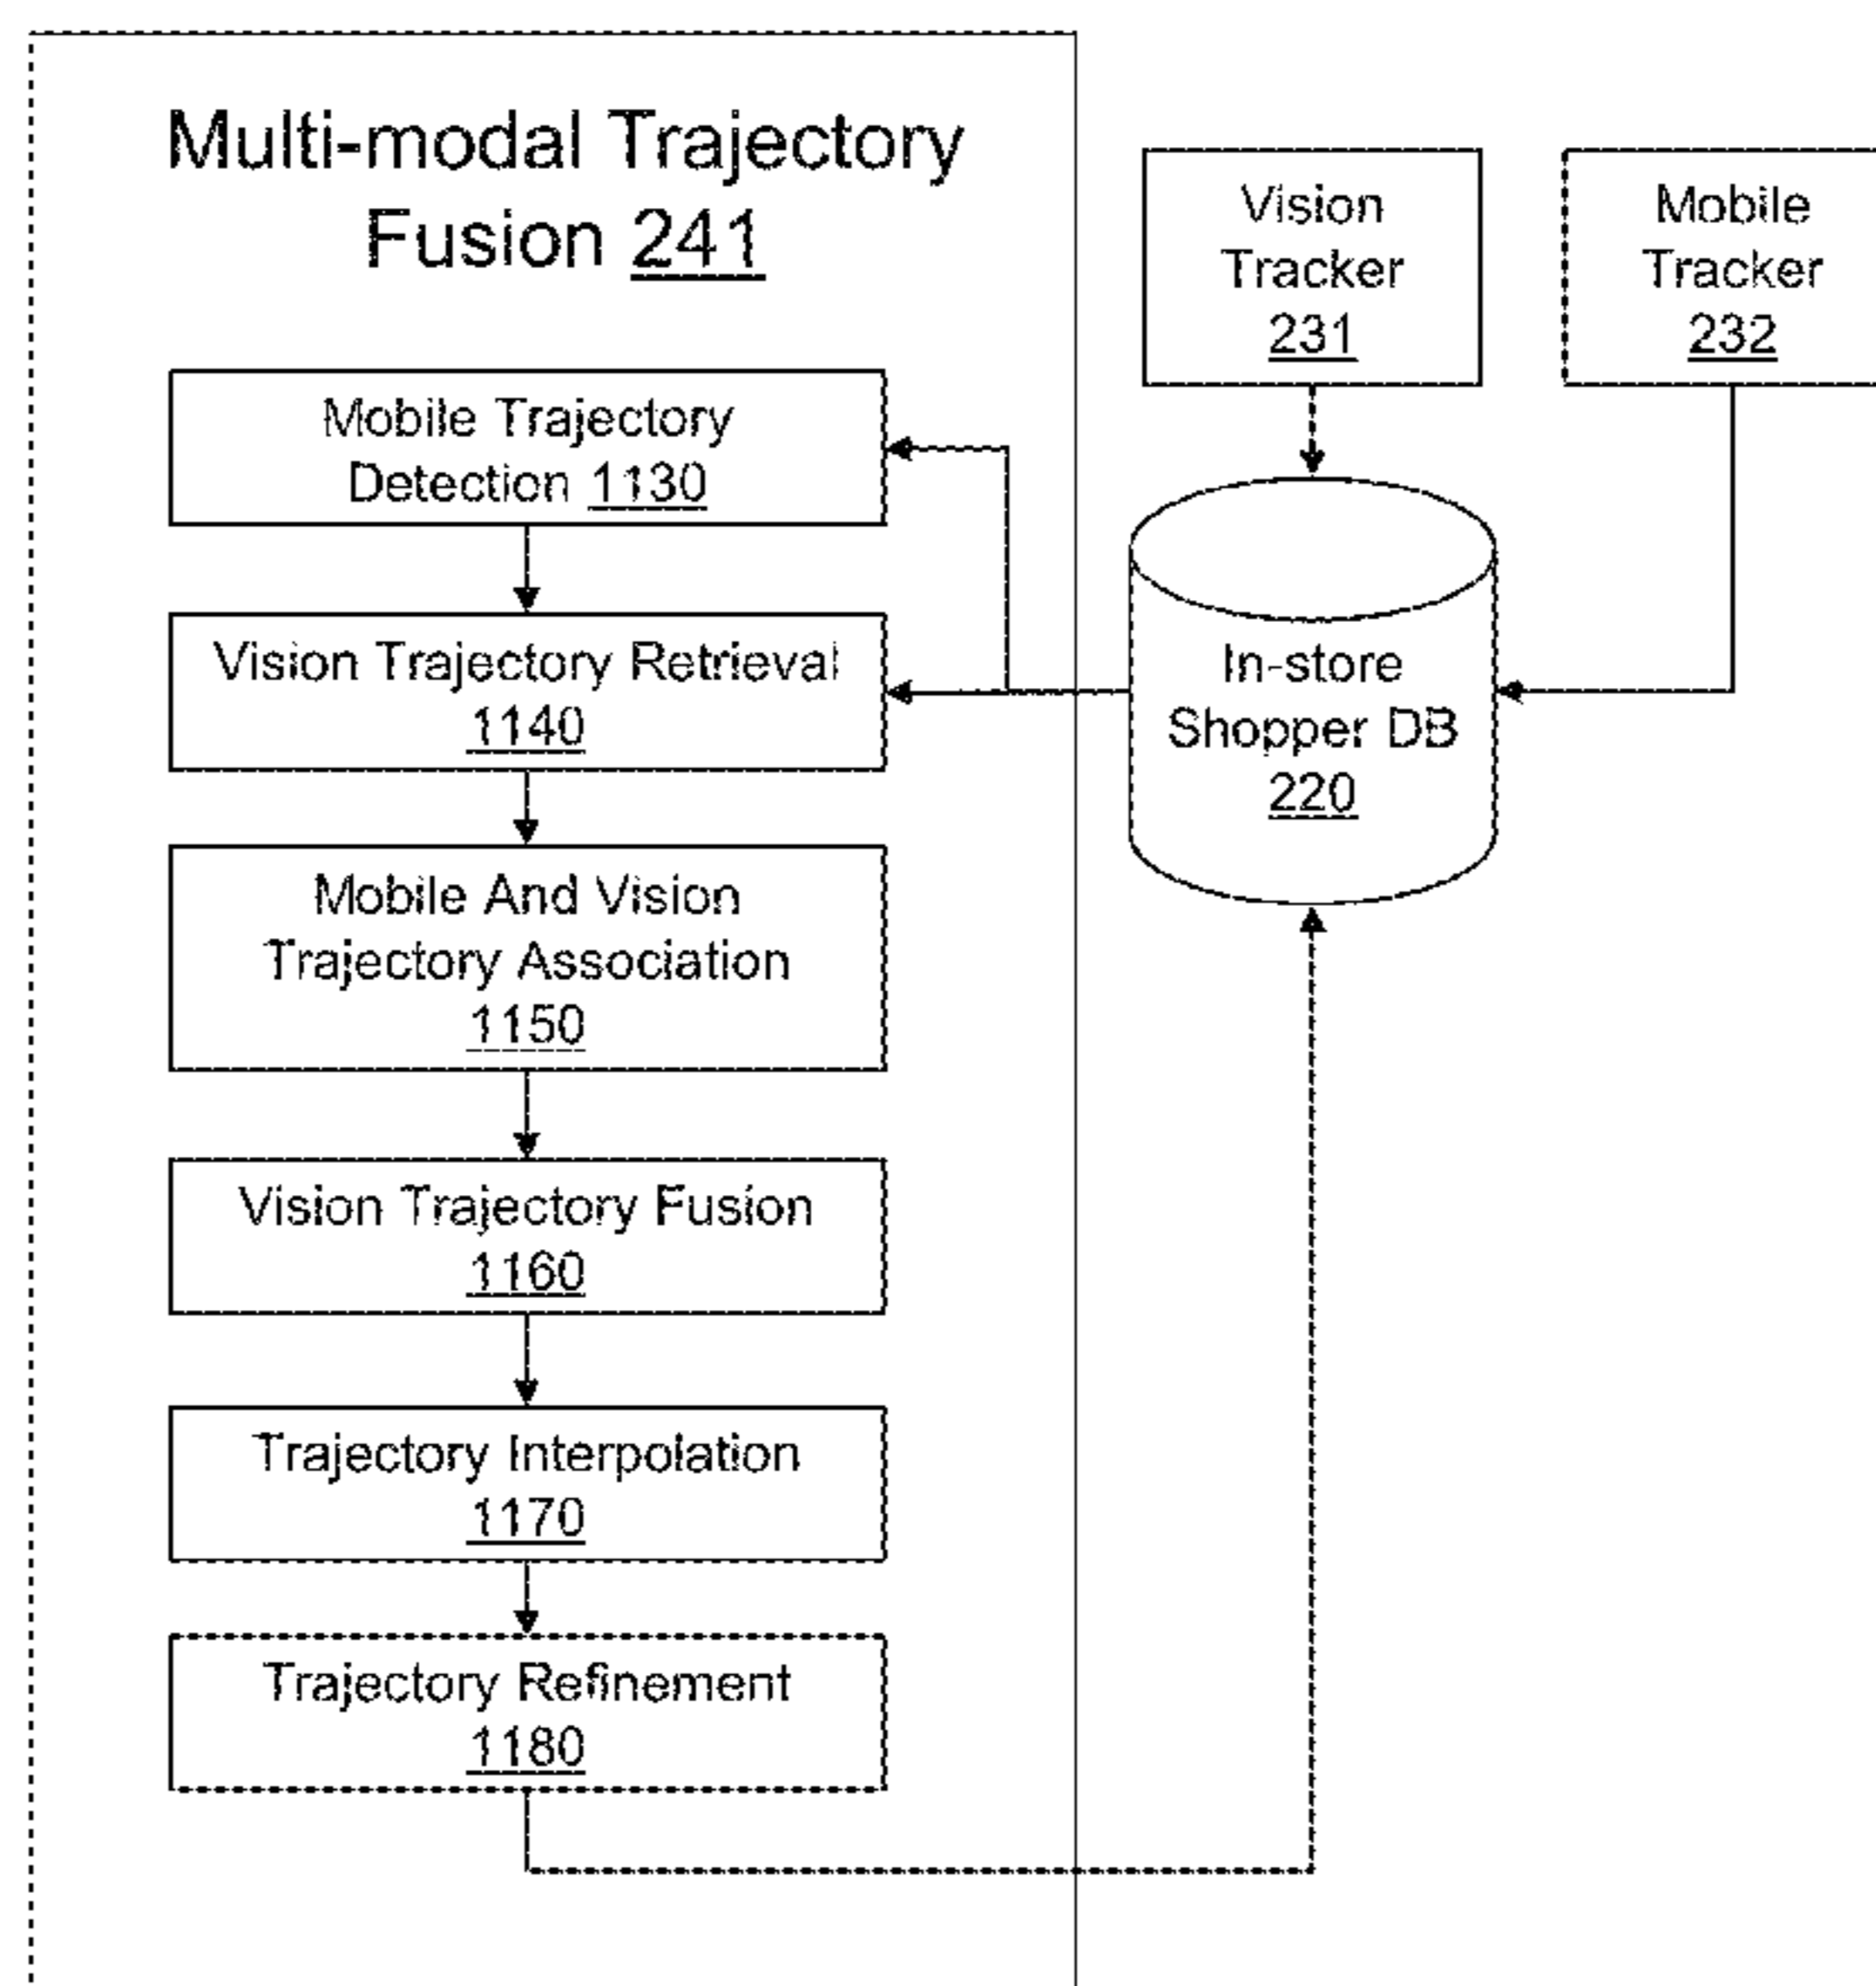 Multi-modal Trajectory
Fusion 241
Vision
Tracker
231
Mobile
Tracker
232
Mobile Trajectory
Detection 1130
Vision Trajectory Retrieval
1140
In-store
Shopper DB
220
Mobile And Vision
Trajectory Association
1150
Vision Trajectory Fusion
1160
Trajectory Interpolation
1170
Trajectory Refinement
1180